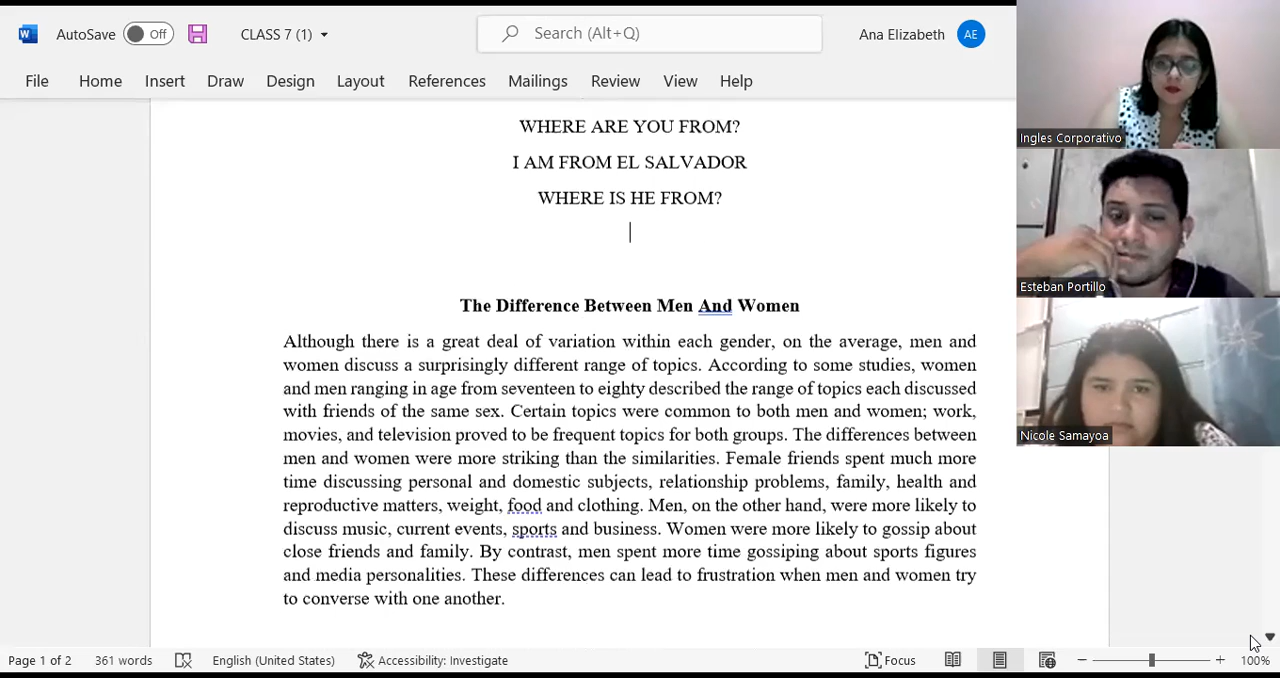 AutoSave Off CLASS 7 (1) Search (Alt+Q) Ana Elizabeth AE
File Home Insert Draw Design Layout References Mailings Review View Help
WHERE ARE YOU FROM?
I AM FROM EL SALVADOR
WHERE IS HE FROM?
The Difference Between Men And Women
Although there is a great deal of variation within each gender, on the average, men and
women discuss a surprisingly different range of topics. According to some studies, women
and men ranging in age from seventeen to eighty described the range of topics each discussed
with friends of the same sex. Certain topics were common to both men and women; work,
movies, and television proved to be frequent topics for both groups. The differences between
men and women were more striking than the similarities. Female friends spent much more
time discussing personal and domestic subjects, relationship problems, family, health and
reproductive matters, weight, food and clothing. Men, on the other hand, were more likely to
discuss music, current events, sports and business. Women were more likely to gossip about
close friends and family. By contrast, men spent more time gossiping about sports figures
and media personalities. These differences can lead to frustration when men and women try
to converse with one another.
Page 1 of 2 361 words English (United States) Accessibility: Investigate Focus 100%
Ingles Corporativo
Esteban Portillo
Nicole Samayoa